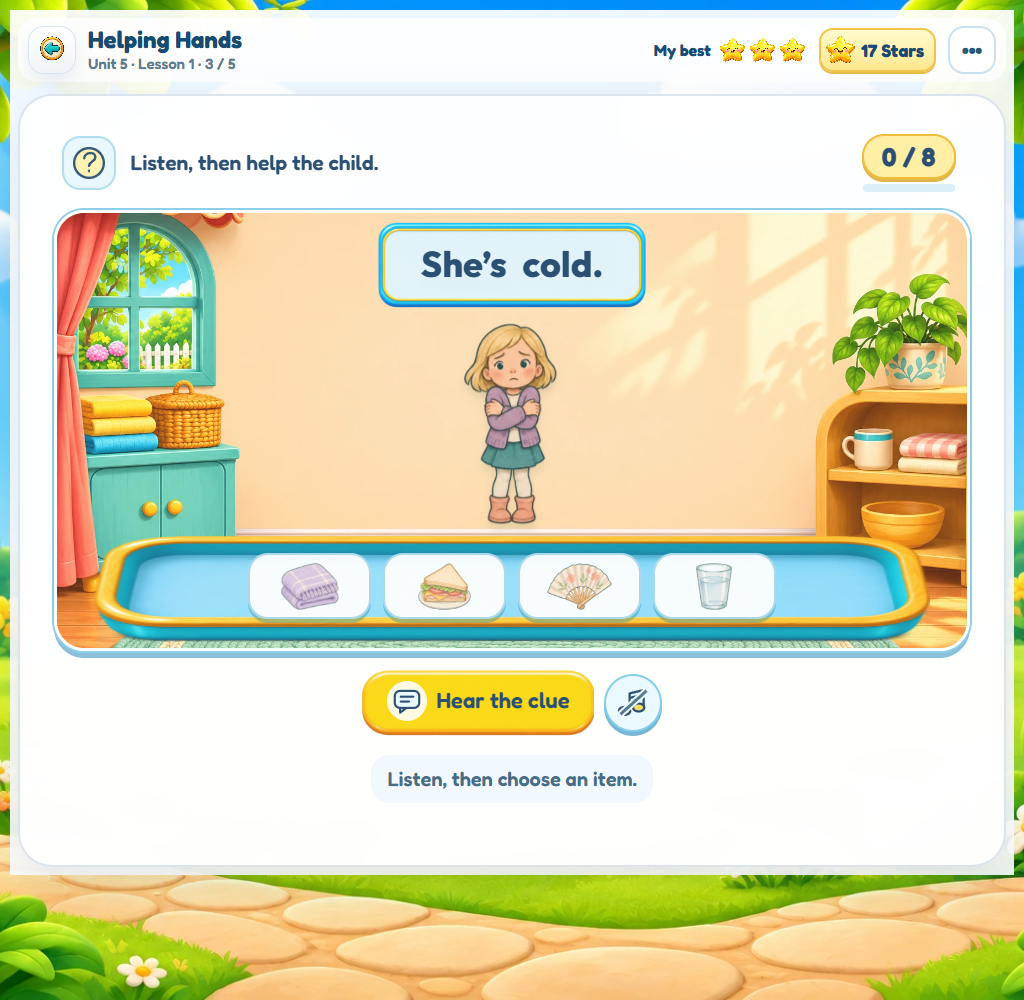 Helping Hands
Unit 5 · Lesson 1 · 3 / 5
My best
17 Stars
Listen, then help the child.
0 / 8
She's cold.
Hear the clue
Listen, then choose an item.